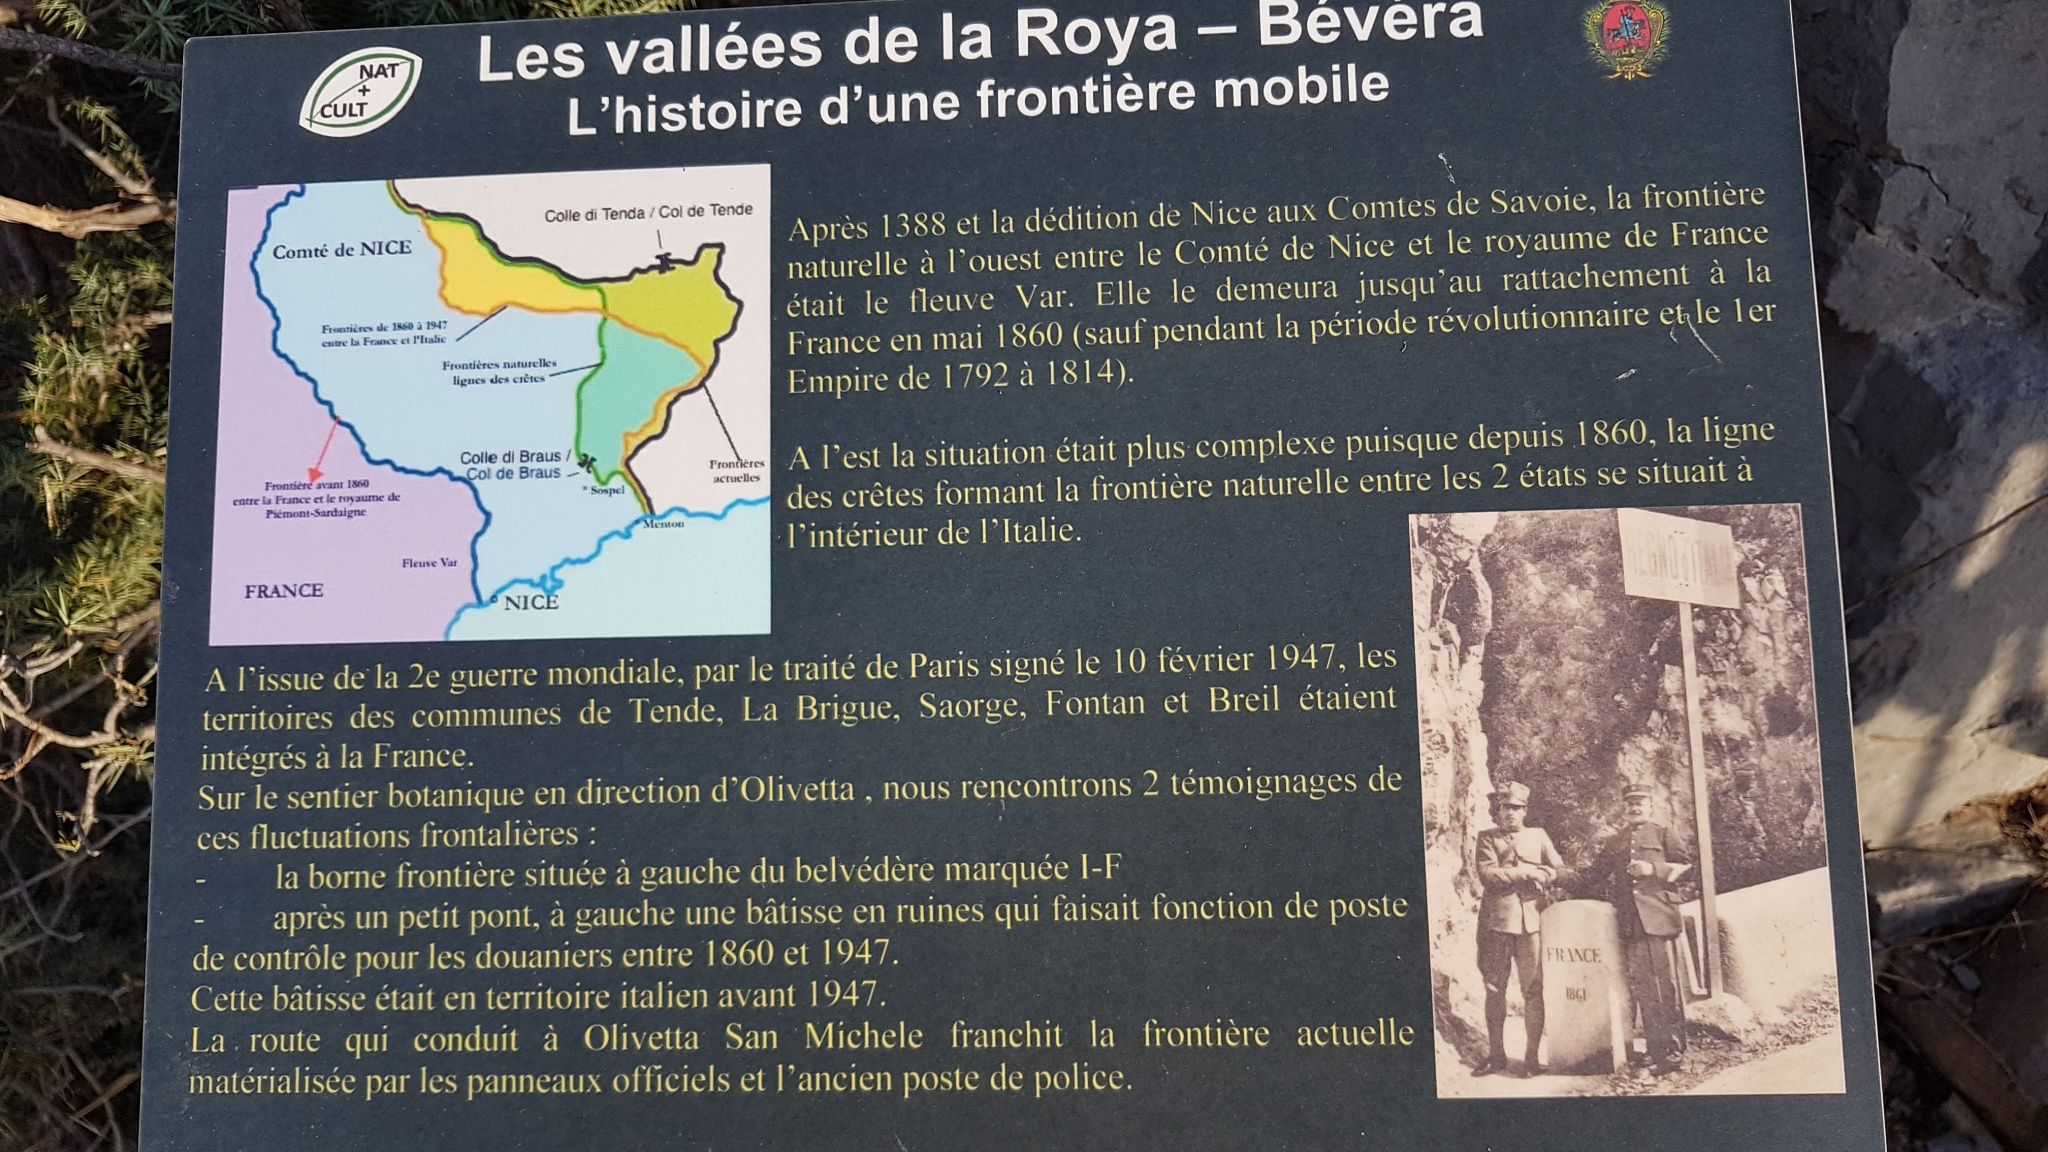 NAT
+
CULT
Les vallées de la Roya – Bévéra
L'histoire d'une frontière mobile
Colle di Tenda / Col de Tende
Comté de NICE
Frontières de 1860 à 1947
entre la France et l'Italie
Frontières naturelles
lignes des crêtes
Colle di Braus /
Col de Braus
Sospel
Frontières
actuelles
Frontière avant 1860
entre la France et le royaume de
Piémont-Sardaigne
Menton
Fleuve Var
FRANCE
NICE
Après 1388 et la dédition de Nice aux Comtes de Savoie, la frontière
naturelle à l'ouest entre le Comté de Nice et le royaume de France
était le fleuve Var. Elle le demeura jusqu'au rattachement à la
France en mai 1860 (sauf pendant la période révolutionnaire et le 1er
Empire de 1792 à 1814).
A l'est la situation était plus complexe puisque depuis 1860, la ligne
des crêtes formant la frontière naturelle entre les 2 états se situait à
l'intérieur de l'Italie.
A l'issue de la 2e guerre mondiale, par le traité de Paris signé le 10 février 1947, les
territoires des communes de Tende, La Brigue, Saorge, Fontan et Breil étaient
intégrés à la France.
Sur le sentier botanique en direction d'Olivetta , nous rencontrons 2 témoignages de
ces fluctuations frontalières :
- la borne frontière située à gauche du belvédère marquée I-F
- après un petit pont, à gauche une bâtisse en ruines qui faisait fonction de poste
de contrôle pour les douaniers entre 1860 et 1947.
Cette bâtisse était en territoire italien avant 1947.
La route qui conduit à Olivetta San Michele franchit la frontière actuelle
matérialisée par les panneaux officiels et l'ancien poste de police.
FRANCE
1861